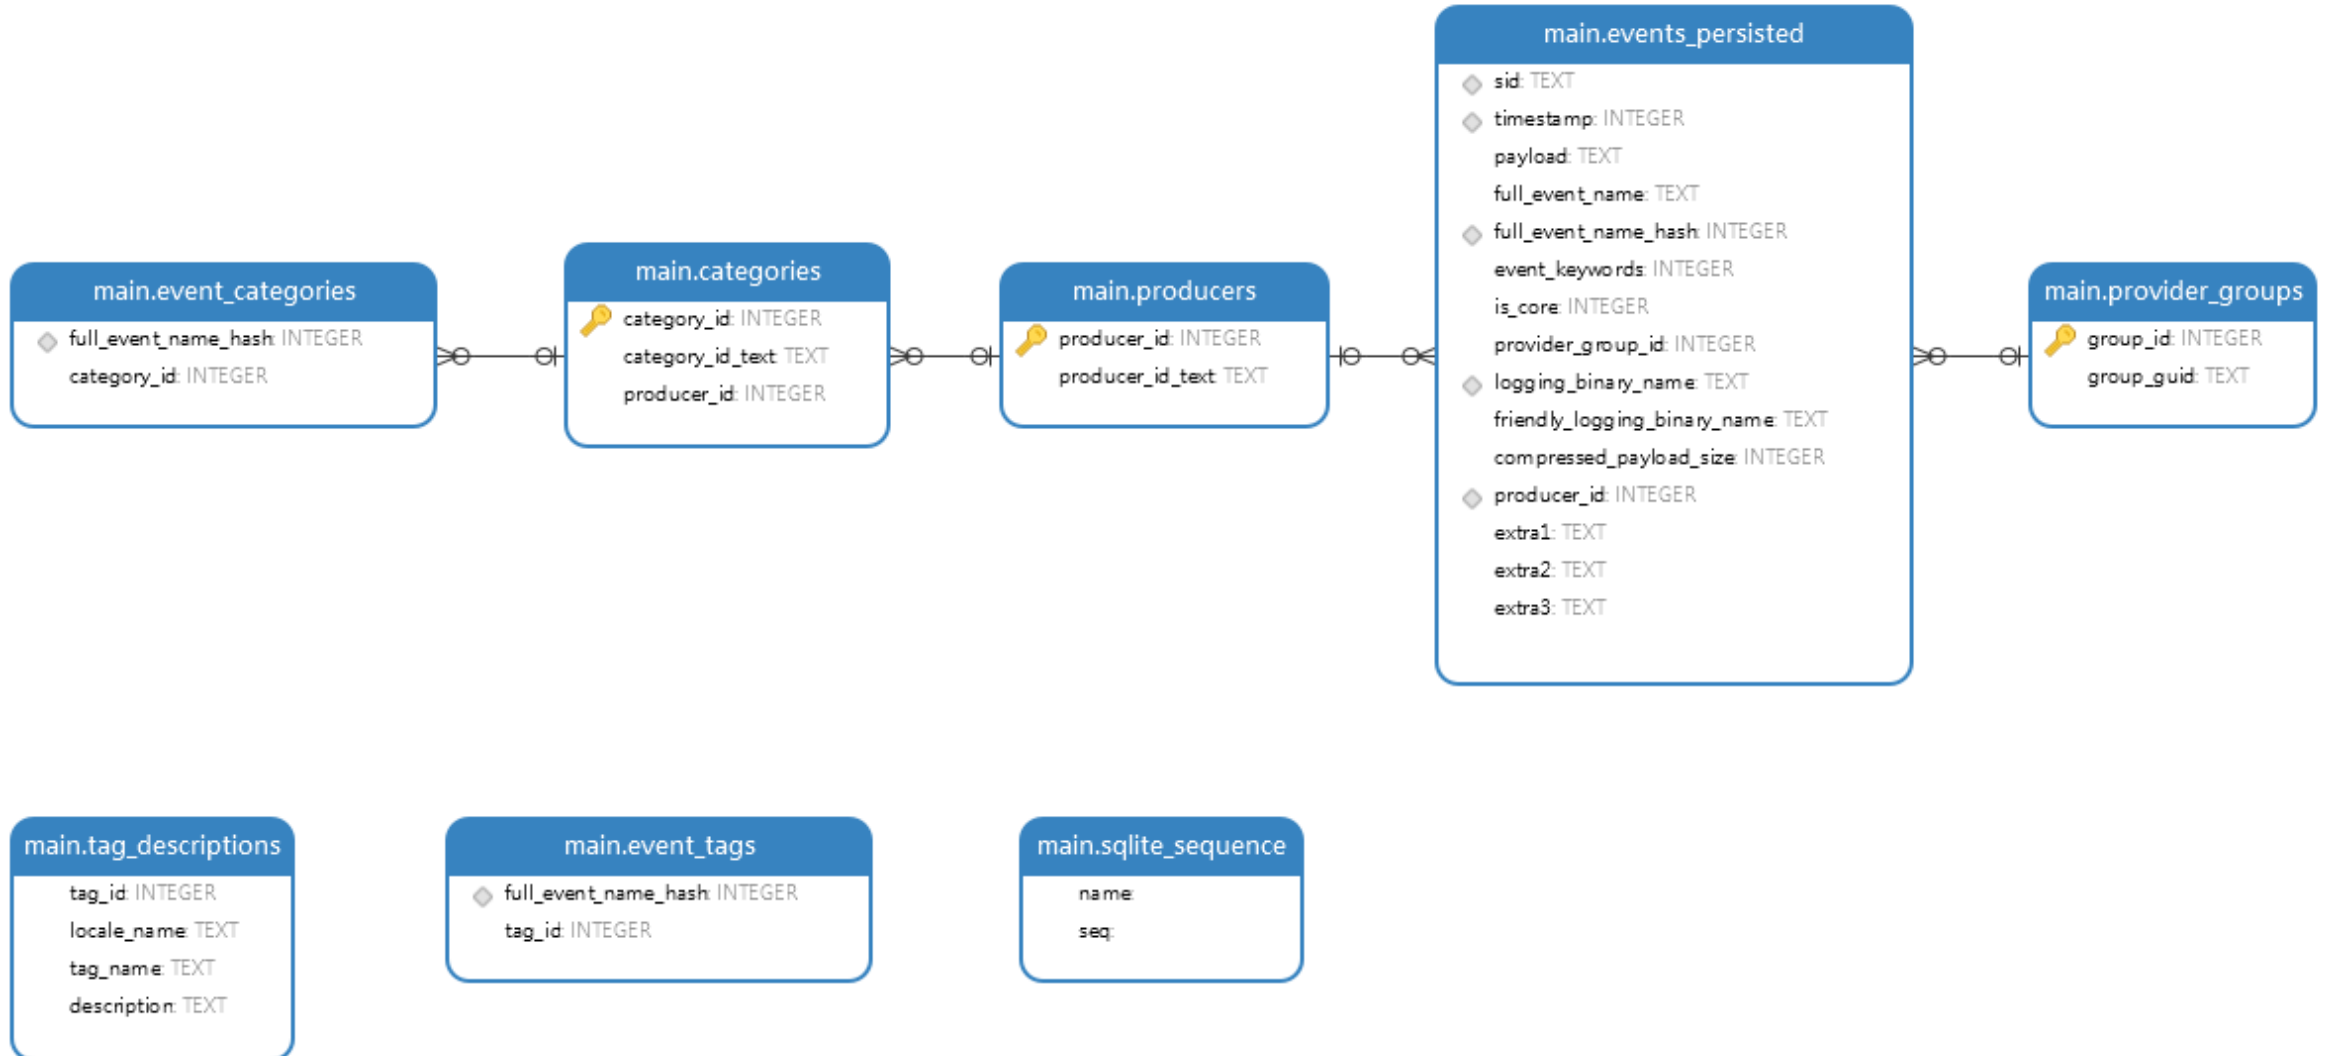 main.events_persisted
sid: TEXT
timestamp: INTEGER
payload: TEXT
full_event_name: TEXT
full_event_name_hash: INTEGER
event_keywords: INTEGER
is_core: INTEGER
provider_group_id: INTEGER
logging_binary_name: TEXT
friendly_logging_binary_name: TEXT
compressed_payload_size: INTEGER
producer_id: INTEGER
extra1: TEXT
extra2: TEXT
extra3: TEXT
main.event_categories
full_event_name_hash: INTEGER
category_id: INTEGER
main.categories
category_id: INTEGER
category_id_text: TEXT
producer_id: INTEGER
main.producers
producer_id: INTEGER
producer_id_text: TEXT
main.provider_groups
group_id: INTEGER
group_guid: TEXT
main.tag_descriptions
tag_id: INTEGER
locale_name: TEXT
tag_name: TEXT
description: TEXT
main.event_tags
full_event_name_hash: INTEGER
tag_id: INTEGER
main.sqlite_sequence
name:
seq: